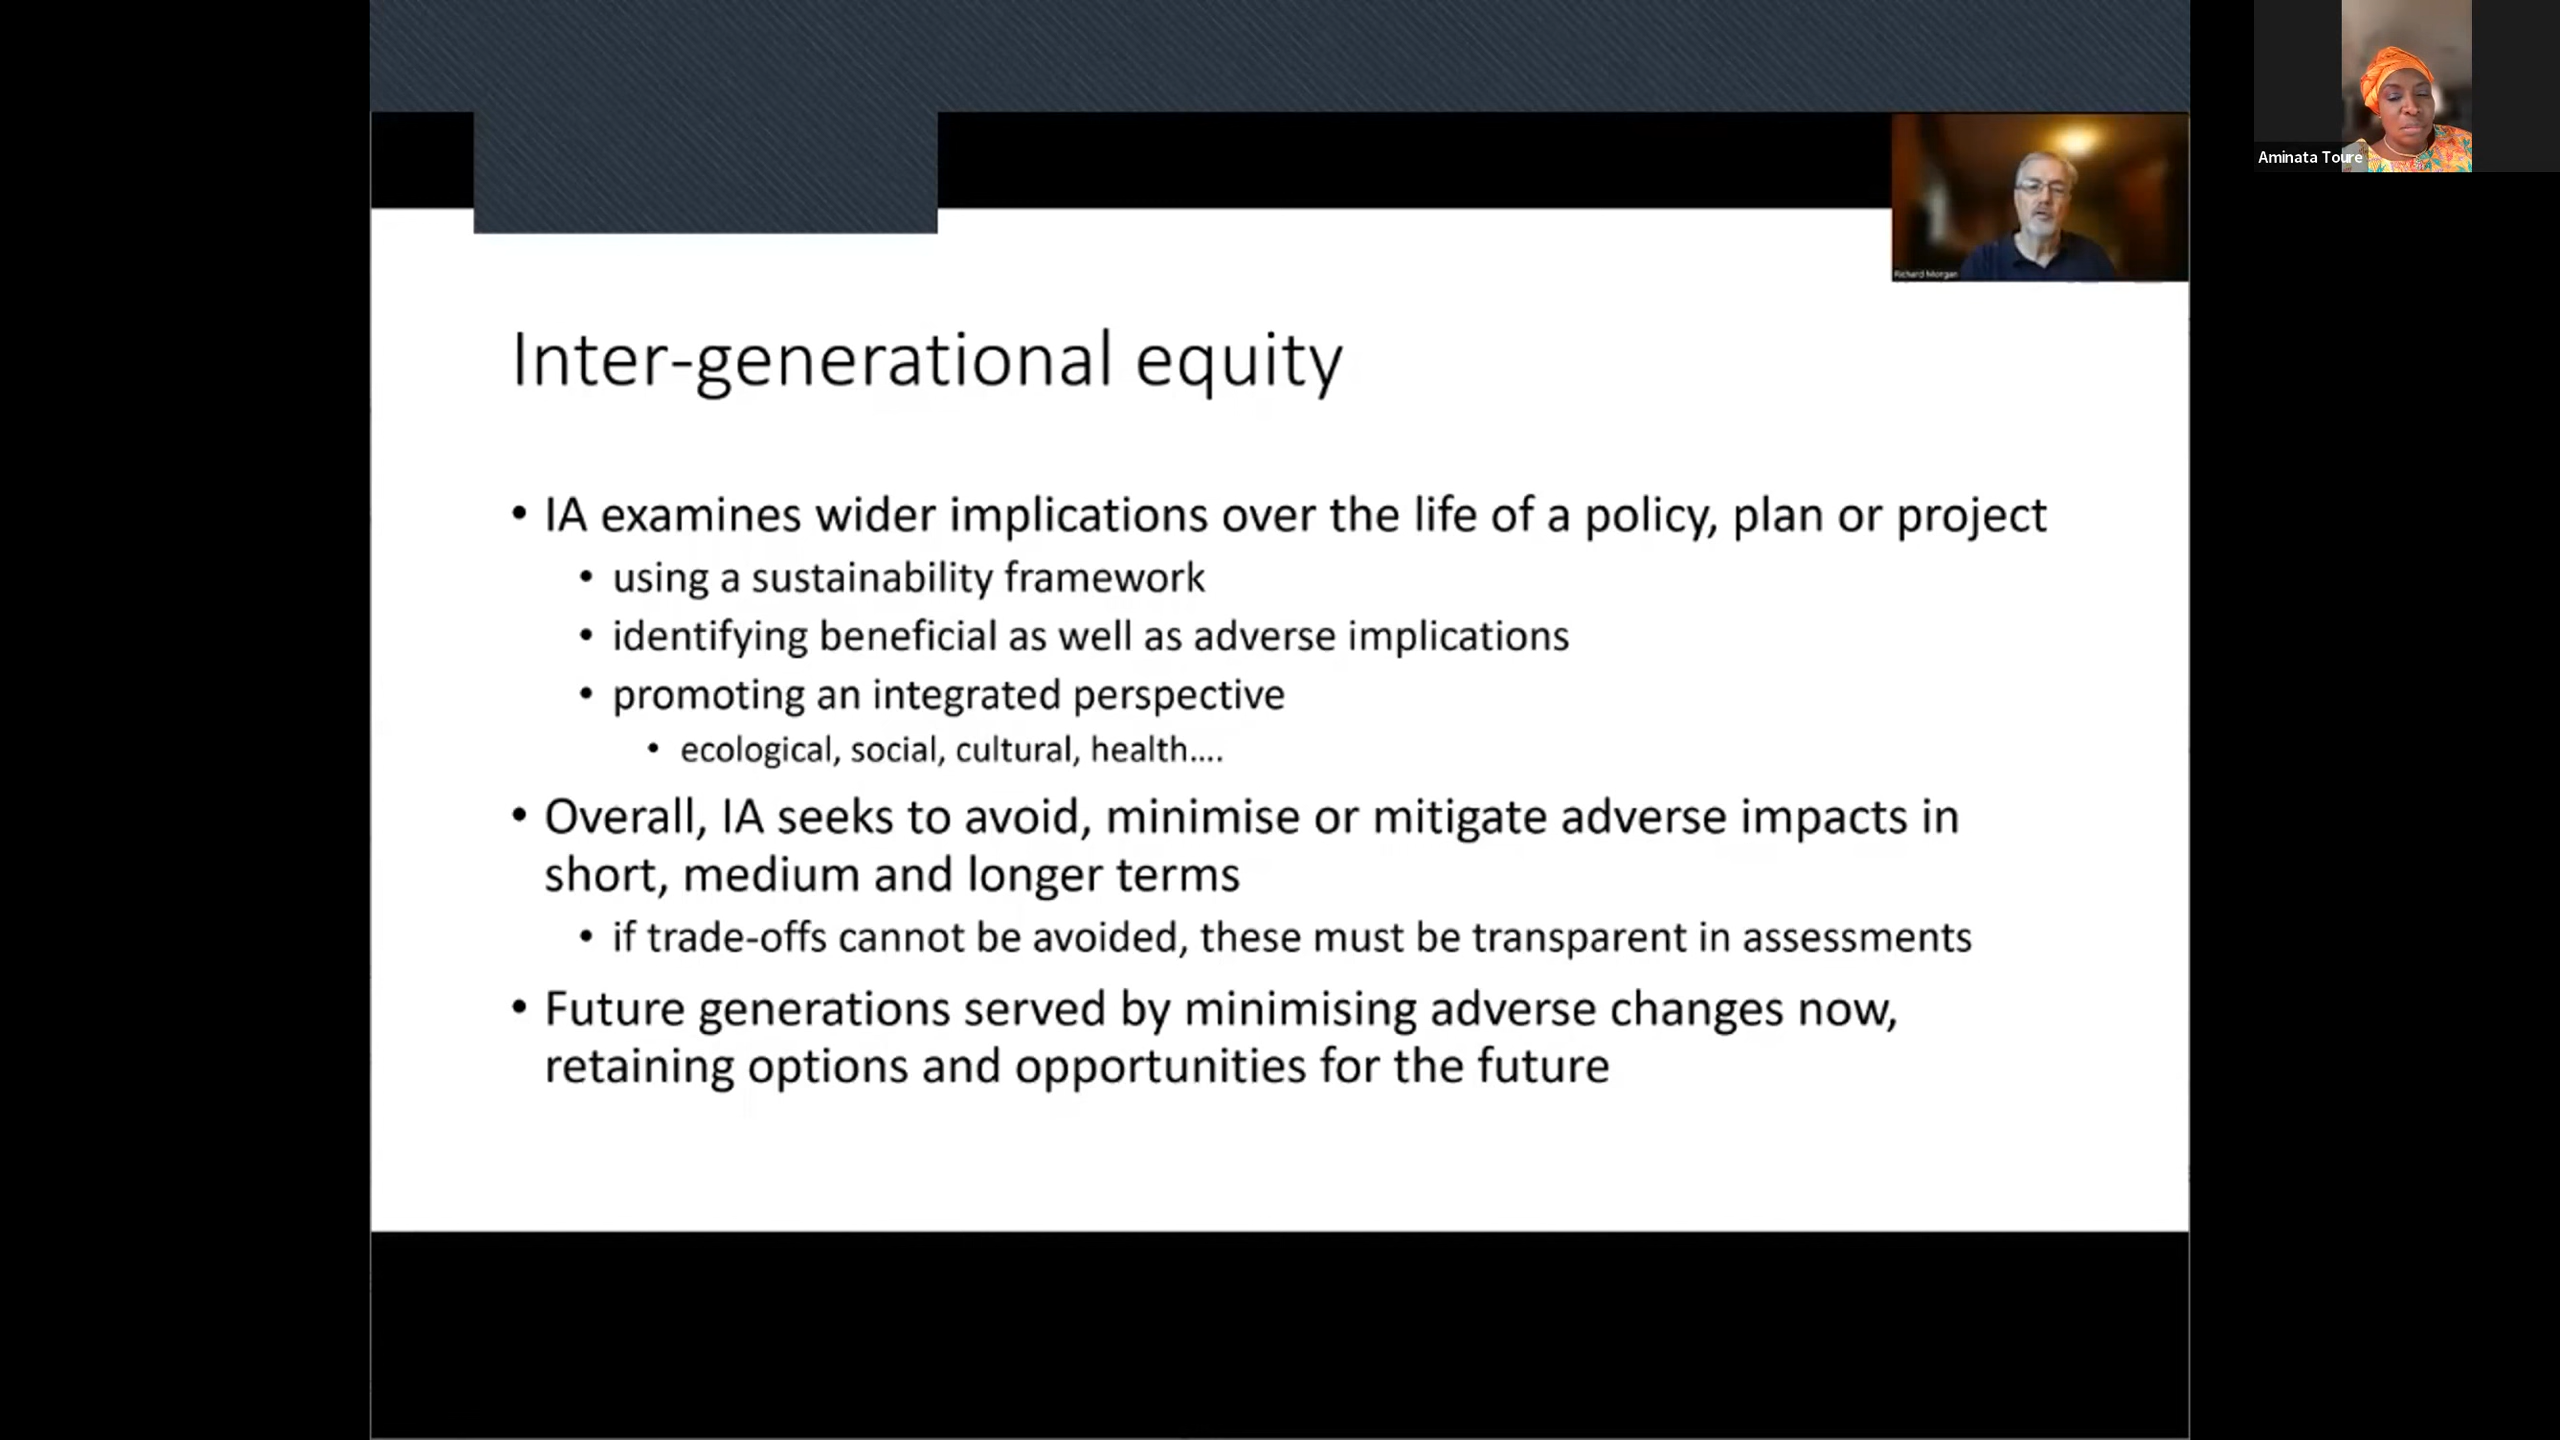 Aminata Toure
Richard Morgan
Inter-generational equity
• IA examines wider implications over the life of a policy, plan or project
• using a sustainability framework
• identifying beneficial as well as adverse implications
• promoting an integrated perspective
• ecological, social, cultural, health....
• Overall, IA seeks to avoid, minimise or mitigate adverse impacts in
short, medium and longer terms
• if trade-offs cannot be avoided, these must be transparent in assessments
• Future generations served by minimising adverse changes now,
retaining options and opportunities for the future